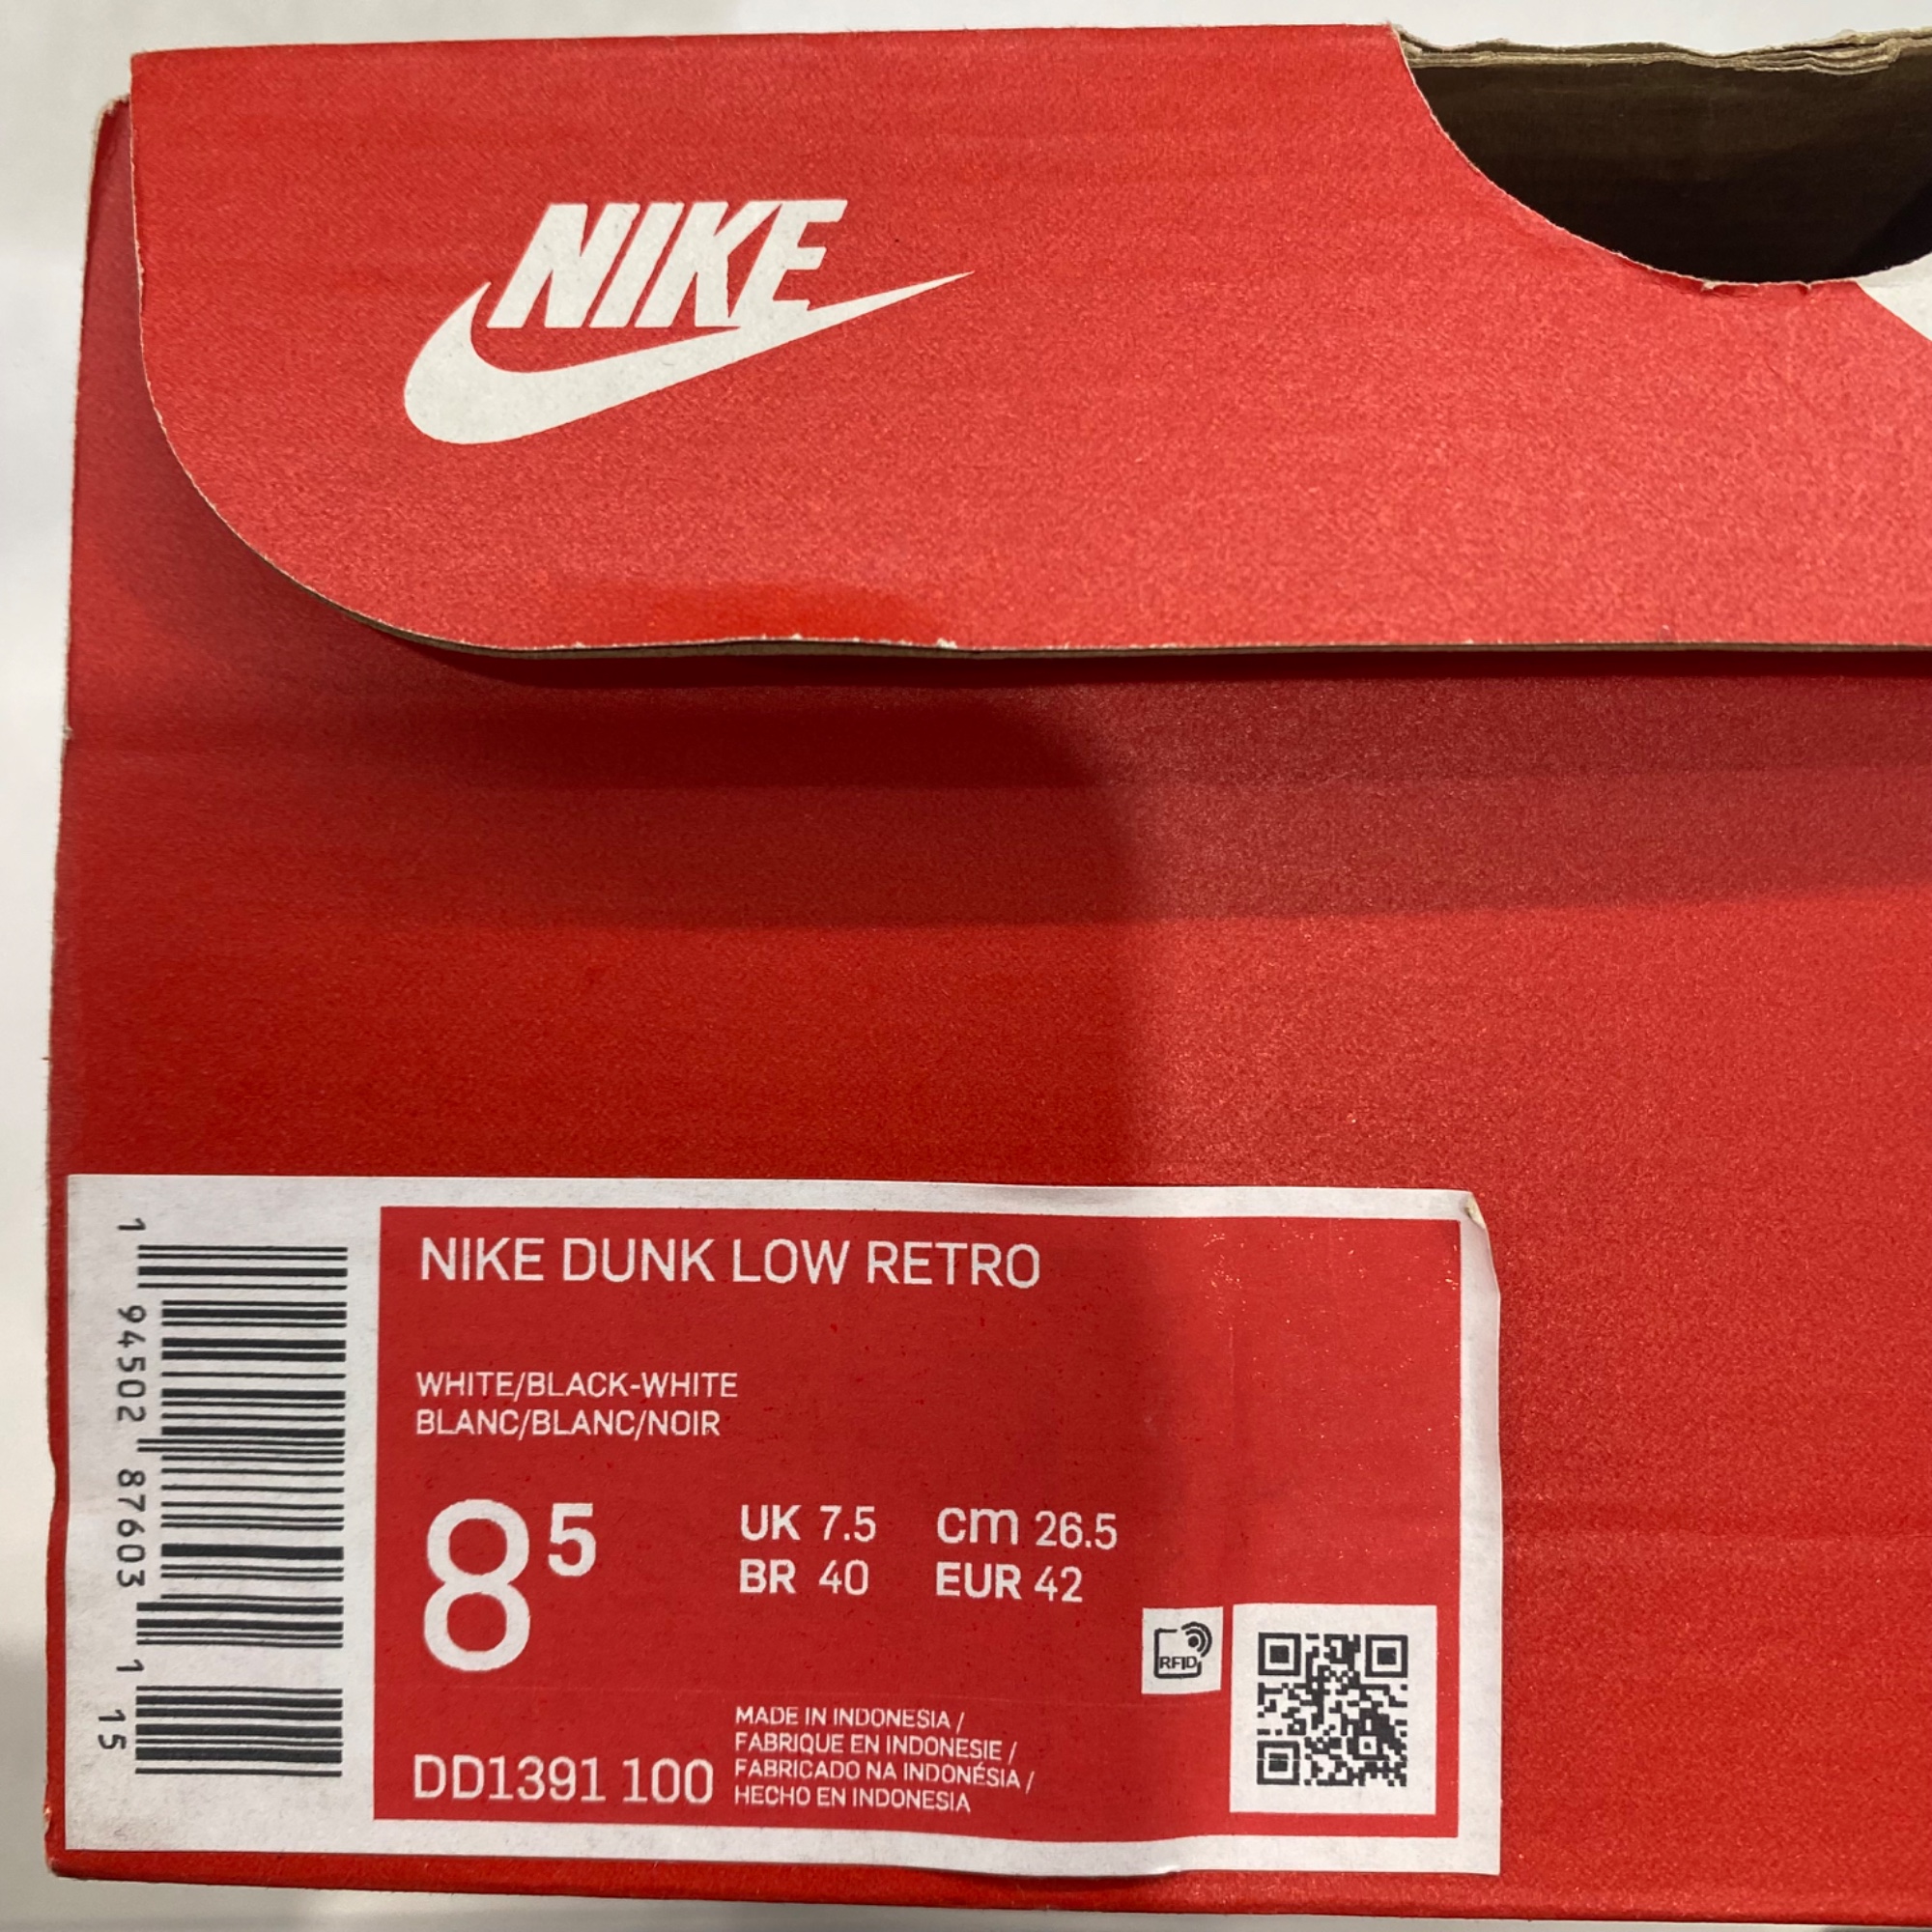 NIKE
NIKE DUNK LOW RETRO
WHITE/BLACK-WHITE
BLANC/BLANC/NOIR
8 5
UK 7.5 cm 26.5
BR 40 EUR 42
RFID
MADE IN INDONESIA /
FABRIQUE EN INDONESIE /
FABRICADO NA INDONÉSIA /
HECHO EN INDONESIA
DD1391 100
1 94502 87603 1 15